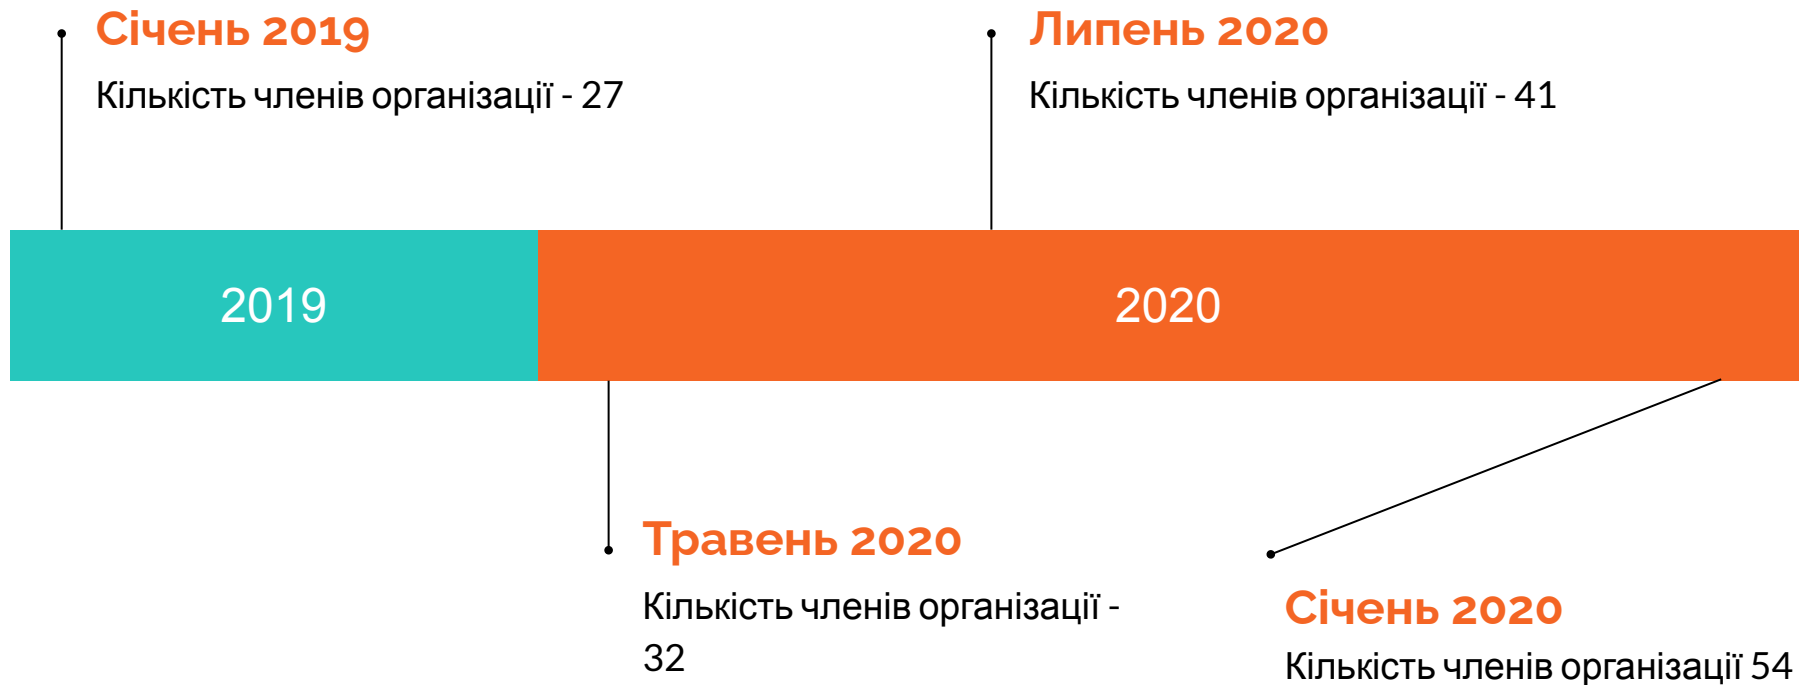 Січень 2019
Кількість членів організації - 27
Липень 2020
Кількість членів організації - 41
2019
2020
Травень 2020
Кількість членів організації -
32
Січень 2020
Кількість членів організації 54